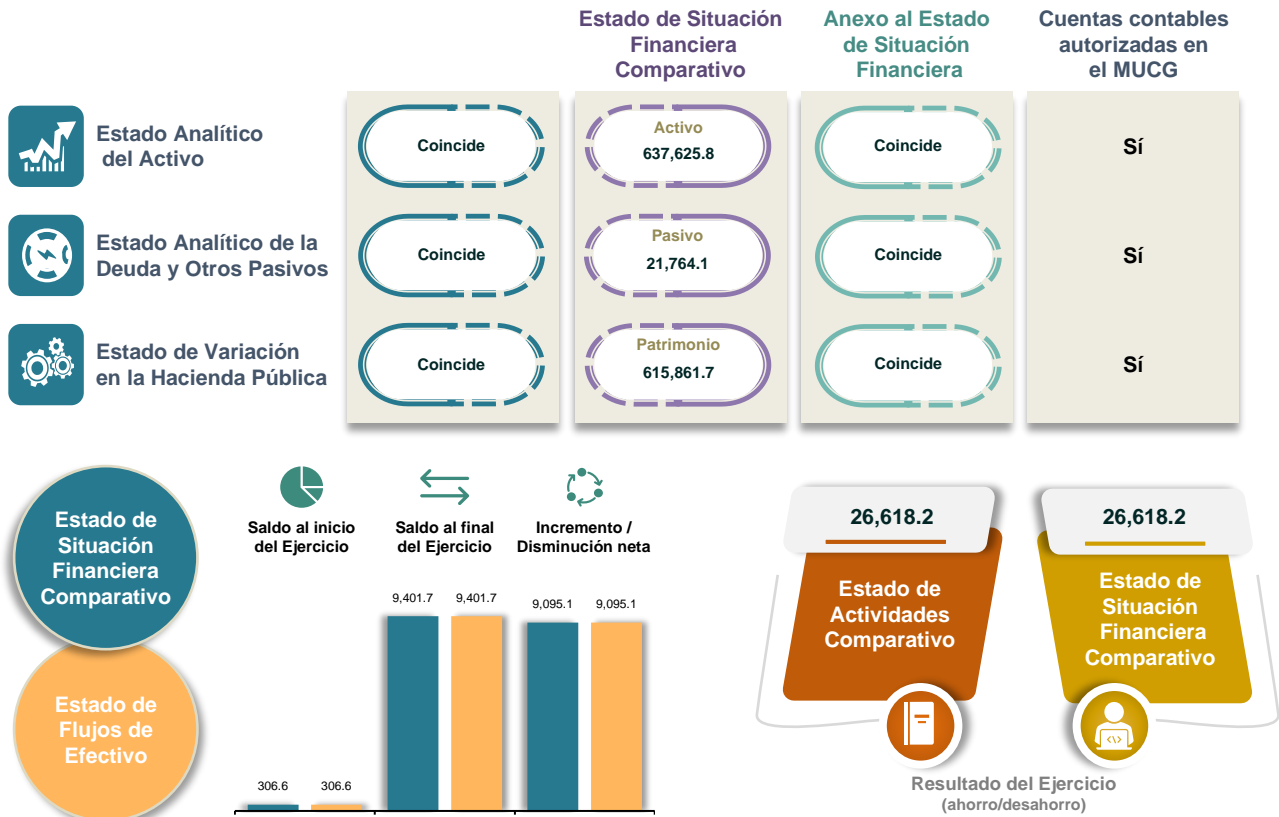 Estado de Situación
Financiera
Comparativo
Anexo al Estado
de Situación
Financiera
Cuentas contables
autorizadas en
el MUCG
Estado Analítico
del Activo
Coincide
Activo
637,625.8
Coincide
Sí
Estado Analítico de la
Deuda y Otros Pasivos
Coincide
Pasivo
21,764.1
Coincide
Sí
Estado de Variación
en la Hacienda Pública
Coincide
Patrimonio
615,861.7
Coincide
Sí
Estado de
Situación
Financiera
Comparativo
Estado de
Flujos de
Efectivo
Saldo al inicio
del Ejercicio
Saldo al final
del Ejercicio
Incremento /
Disminución neta
306.6
306.6
9,401.7
9,401.7
9,095.1
9,095.1
26,618.2
Estado de
Actividades
Comparativo
26,618.2
Estado de
Situación
Financiera
Comparativo
Resultado del Ejercicio
(ahorro/desahorro)